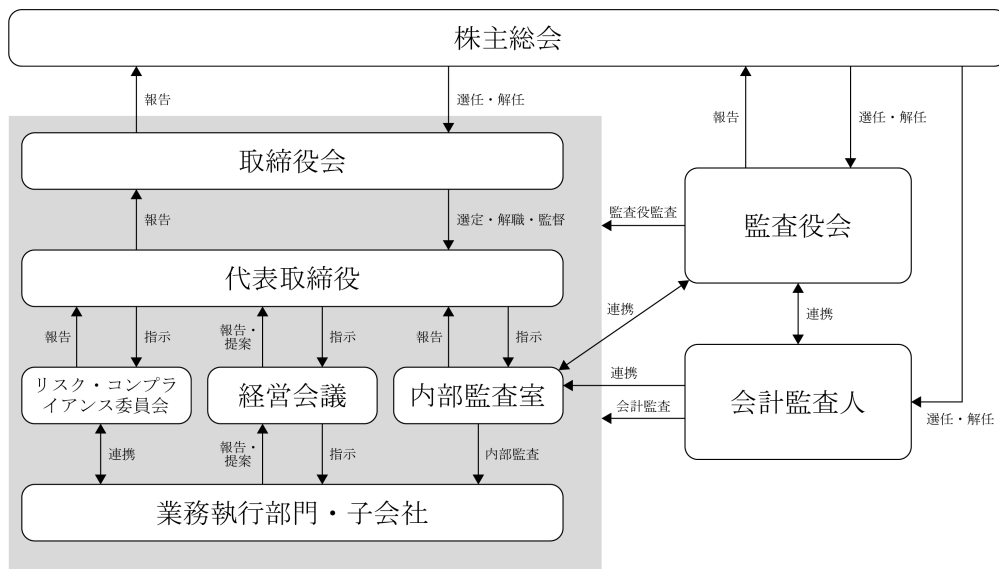 株主総会
報告
選任・解任
報告
選任・解任
取締役会
監査役会
報告
選定・解職・監督
監査役監査
代表取締役
連携
連携
報告
指示
報告・
提案
指示
報告
指示
リスク・コンプラ
イアンス委員会
経営会議
内部監査室
連携
会計監査
会計監査人
選任・解任
連携
報告・
提案
指示
内部監査
業務執行部門・子会社